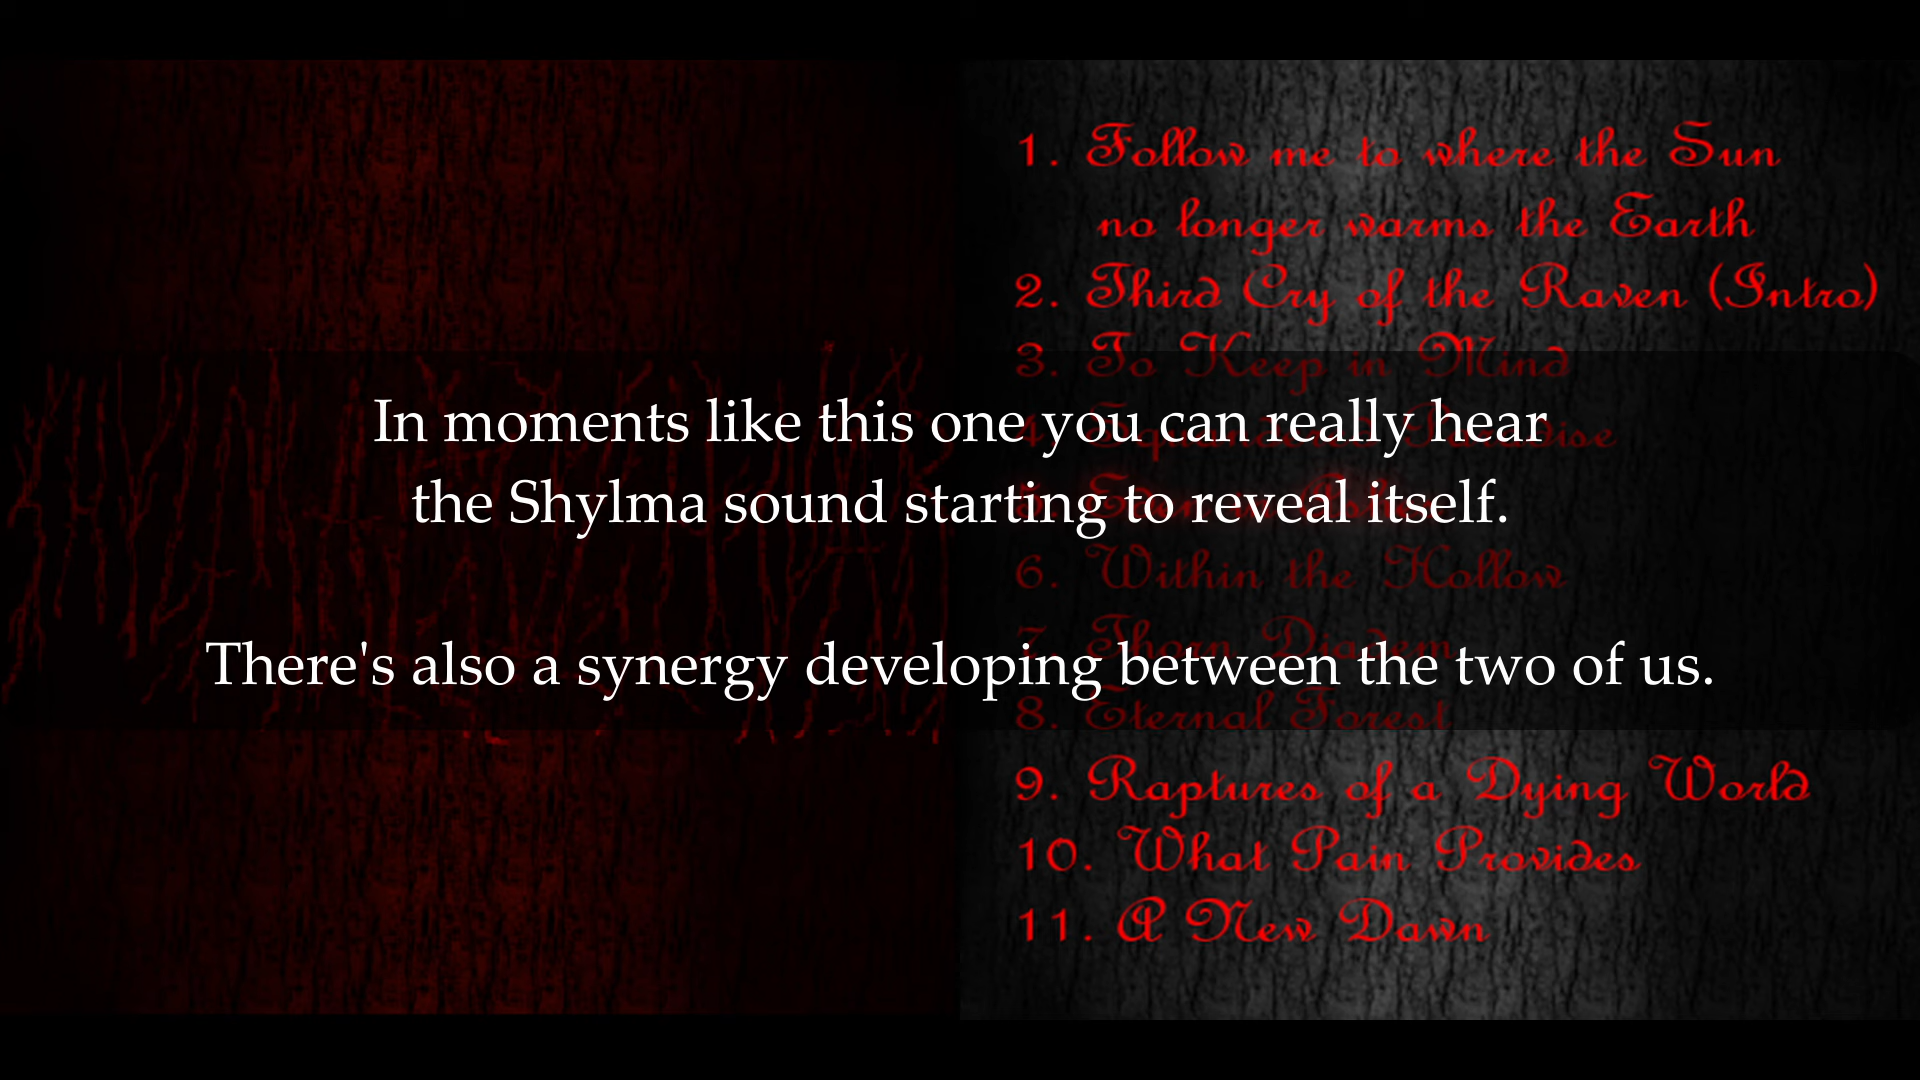 1. Follow me to where the Sun
no longer warms the Earth
2. Third Cry of the Raven (Intro)
3. To Keep in Mind
In moments like this one you can really hear
the Shylma sound starting to reveal itself.
6. Within the Hollow
7. Thorn Diadem
There's also a synergy developing between the two of us.
8. Eternal Forest
9. Raptures of a Dying World
10. What Pain Provides
11. A New Dawn